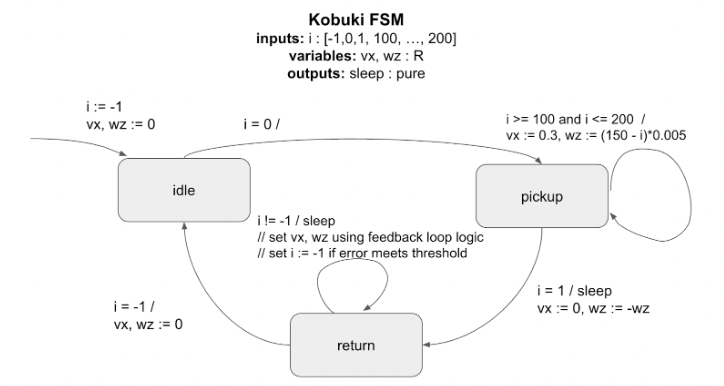 Kobuki FSM
inputs: i : [-1,0,1, 100, ..., 200]
variables: vx, wz : R
outputs: sleep : pure
i := -1
vx, wz := 0
i = 0 /
i >= 100 and i <= 200 /
vx := 0.3, wz := (150 - i)*0.005
idle
pickup
i != -1 / sleep
// set vx, wz using feedback loop logic
// set i := -1 if error meets threshold
i = 1 / sleep
vx := 0, wz := -wz
i = -1 /
vx, wz := 0
return